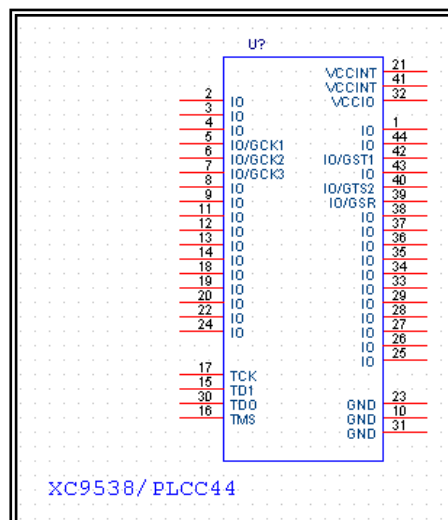 U?
VCCINT 21
VCCINT 41
2 IO VCCIO 32
3 IO
4 IO IO 1
5 IO/GCK1 IO 44
6 IO/GCK2 IO/GST1 42
7 IO/GCK3 IO 43
8 IO IO/GTS2 40
9 IO IO/GSR 39
11 IO IO 38
12 IO IO 37
13 IO IO 36
14 IO IO 35
18 IO IO 34
19 IO IO 33
20 IO IO 29
22 IO IO 28
24 IO IO 27
IO 26
IO 25
17 TCK
15 TD1
30 TDO GND 23
16 TMS GND 10
GND 31
XC9538/PLCC44